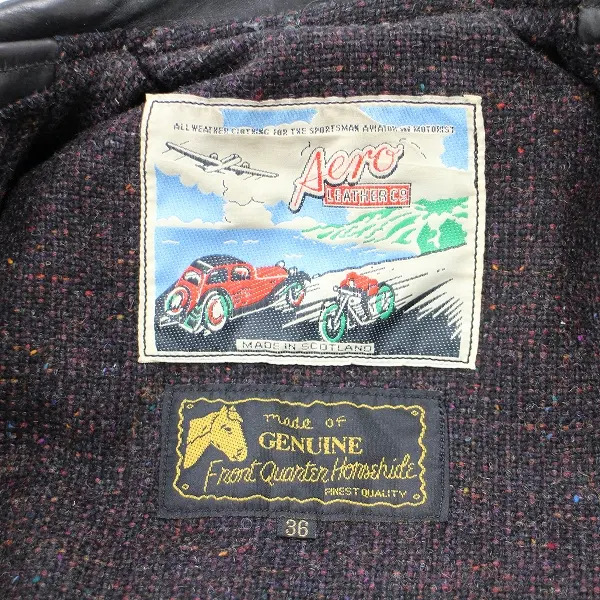 ALL WEATHER CLOTHING FOR THE SPORTSMAN AVIATOR AND MOTORIST
Aero
LEATHER Co
MADE IN SCOTLAND
made of
GENUINE
Front Quarter Horsehide
FINEST QUALITY
36